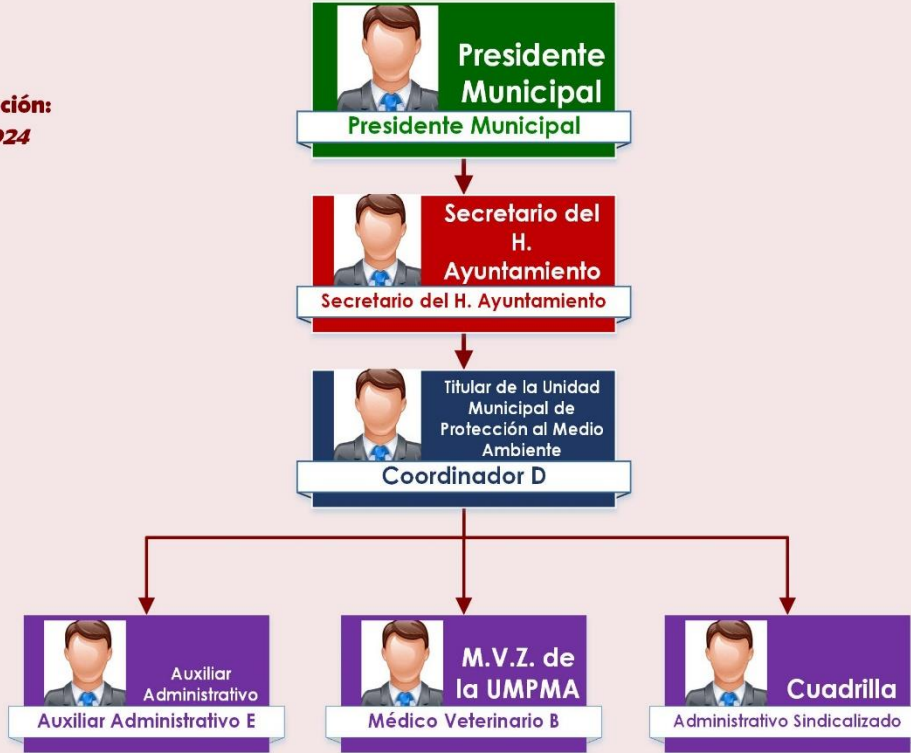 ción:
Presidente
Municipal
Presidente Municipal
Secretario del
H.
Ayuntamiento
Secretario del H. Ayuntamiento
Titular de la Unidad
Municipal de
Protección al Medio
Ambiente
Coordinador D
Auxiliar
Administrativo
Auxiliar Administrativo E
M.V.Z. de
la UMPMA
Médico Veterinario B
Cuadrilla
Administrativo Sindicalizado